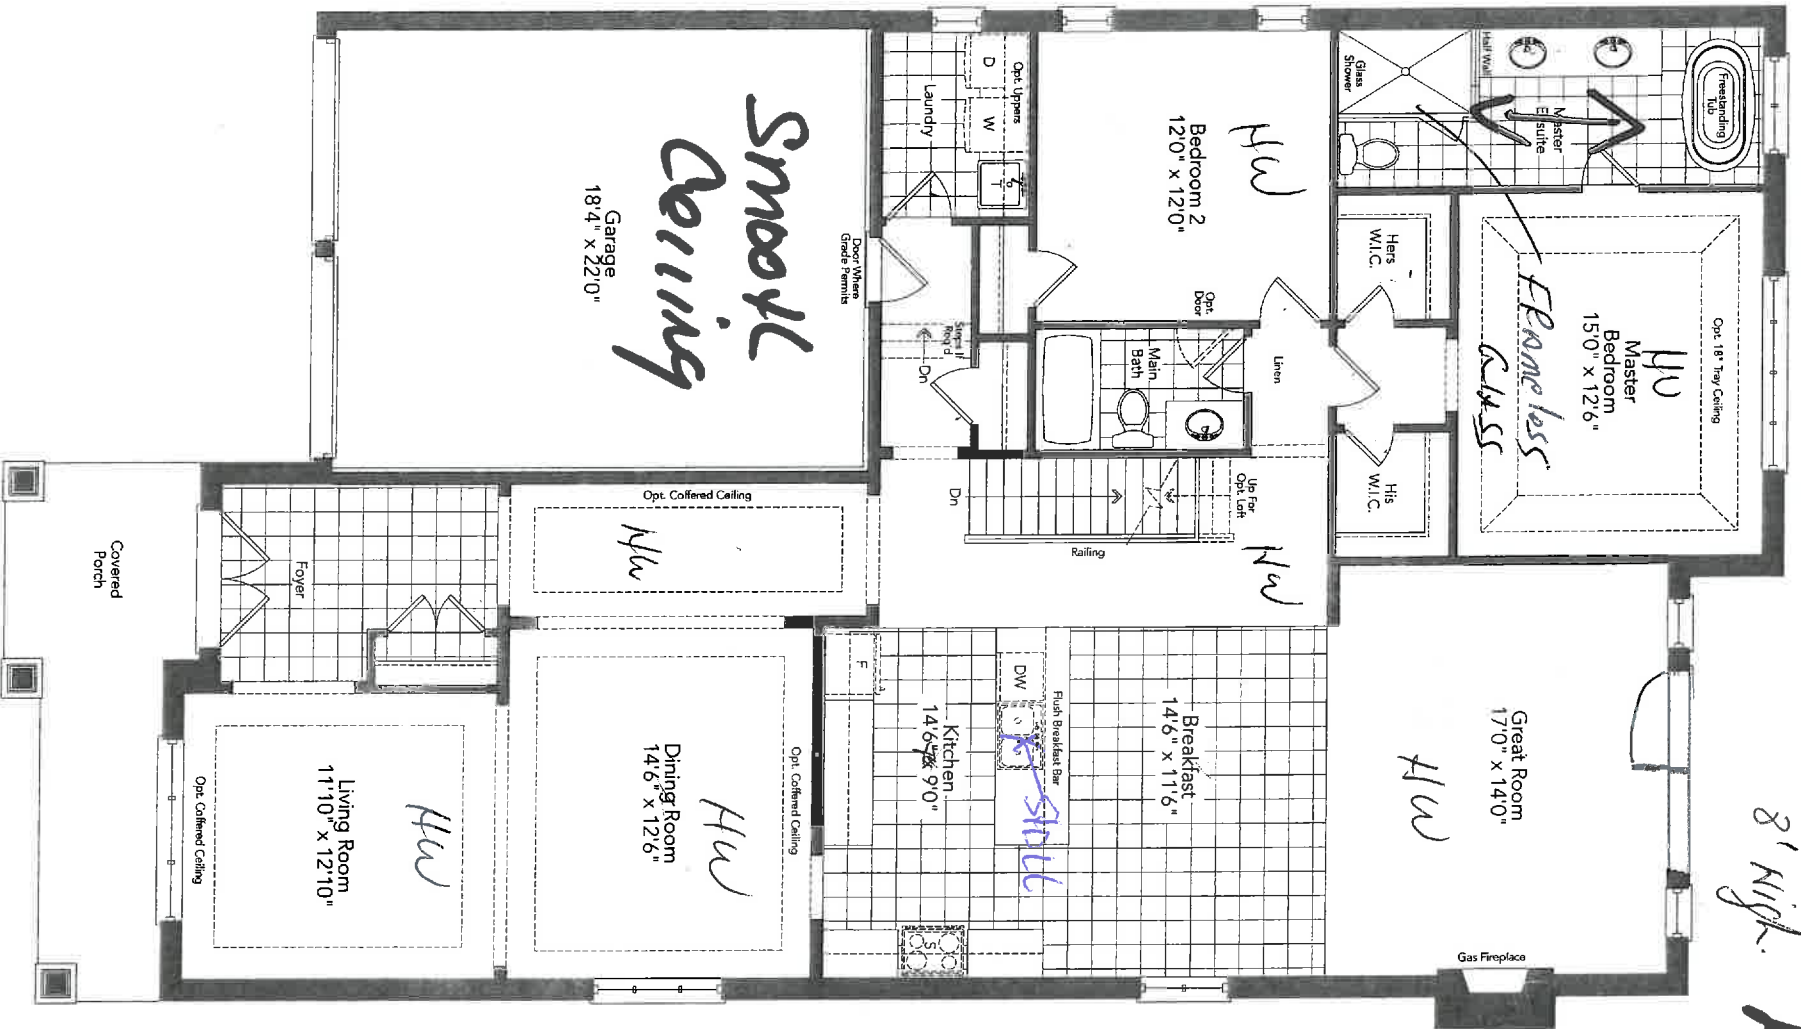 Freestanding
Tub
Master
Ensuite
Half Wall
Glass
Shower
Opt. 18" Tray Ceiling
HW
Master
Bedroom
15'0" x 12'6"
Frameless
Glass
Hers
W.I.C.
His
W.I.C.
HW
Bedroom 2
12'0" x 12'0"
Opt.
Door
Linen
Main
Bath
Opt. Uppers
D
W
T
Laundry
Door Where
Grade Permits
Steps If
Req'd
Dn
Up For
Opt. Loft
Dn
Railing
HW
Smooth
Ceiling
Garage
18'4" x 22'0"
8' High.
Great Room
17'0" x 14'0"
HW
Gas Fireplace
Breakfast
14'6" x 11'6"
Flush Breakfast Bar
DW
Still
Kitchen
14'6" x 9'0"
F
S
Opt. Coffered Ceiling
HW
Opt. Coffered Ceiling
Dining Room
14'6" x 12'6"
HW
Foyer
Living Room
11'10" x 12'10"
HW
Opt. Coffered Ceiling
Covered
Porch